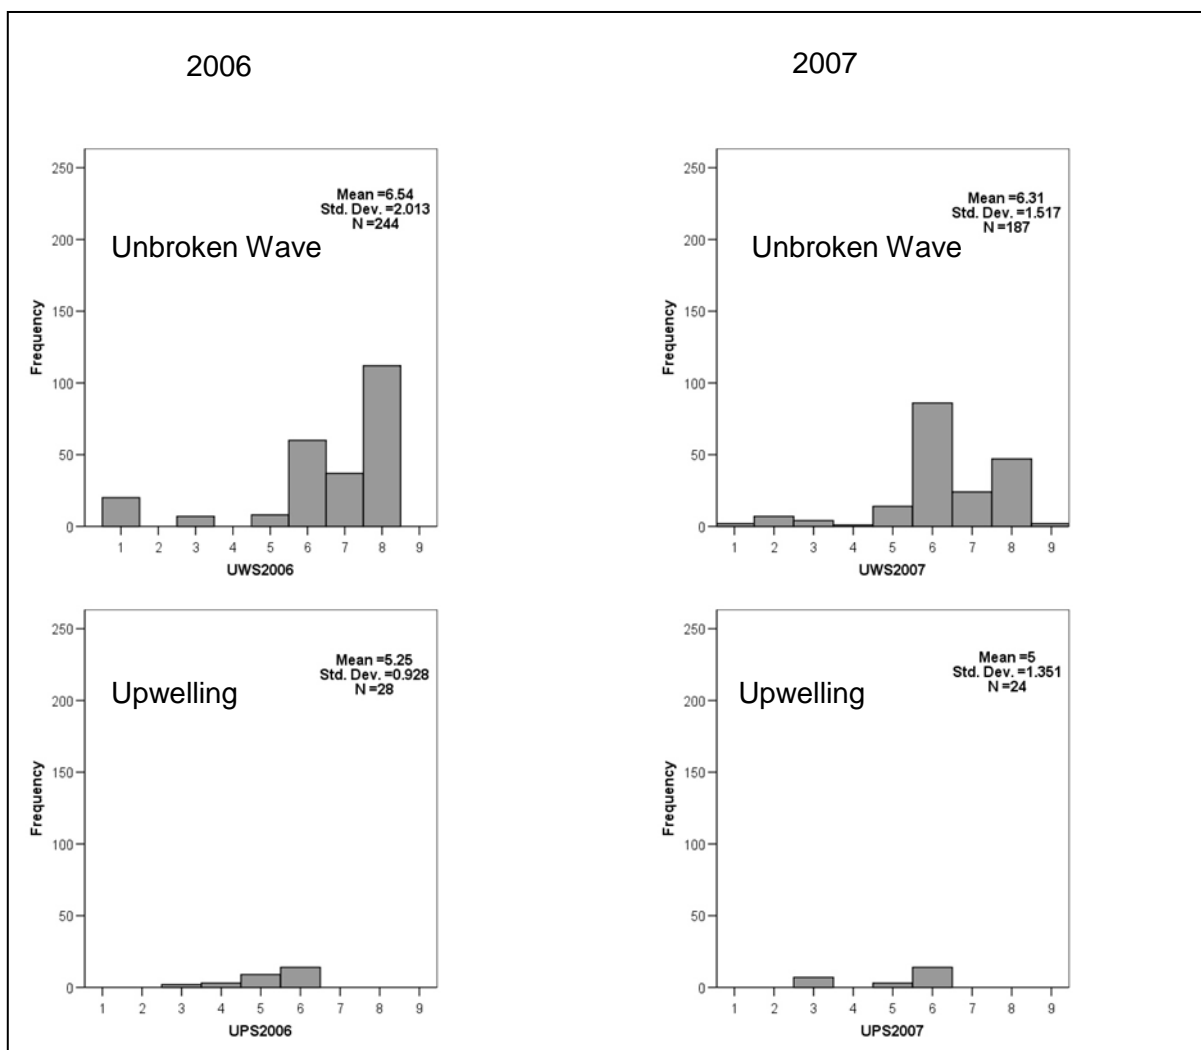 2006
2007
250
200
150
100
50
0
Frequency
Mean =6.54
Std. Dev. =2.013
N =244
Unbroken Wave
1 2 3 4 5 6 7 8 9
UWS2006
250
200
150
100
50
0
Frequency
Mean =6.31
Std. Dev. =1.517
N =187
Unbroken Wave
1 2 3 4 5 6 7 8 9
UWS2007
250
200
150
100
50
0
Frequency
Mean =5.25
Std. Dev. =0.928
N =28
Upwelling
1 2 3 4 5 6 7 8 9
UPS2006
250
200
150
100
50
0
Frequency
Mean =5
Std. Dev. =1.351
N =24
Upwelling
1 2 3 4 5 6 7 8 9
UPS2007